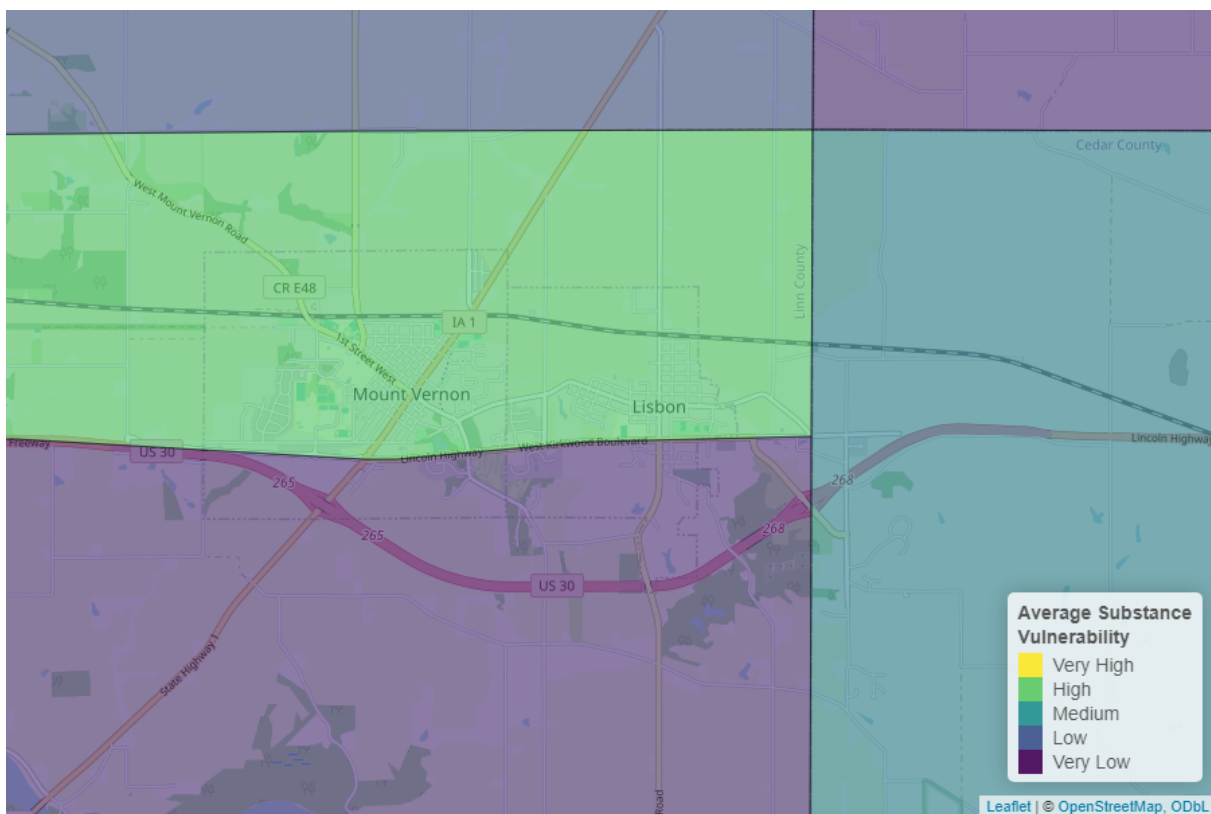 Cedar County
West Mount Vernon Road
Linn County
CR E48
IA 1
1st Street West
Mount Vernon
Lisbon
Freeway
West Kirkwood Boulevard
Lincoln Highway
Lincoln Highway
US 30
265
268
268
265
US 30
State Highway 1
Road
Average Substance
Vulnerability
Very High
High
Medium
Low
Very Low
Leaflet | © OpenStreetMap, ODbL